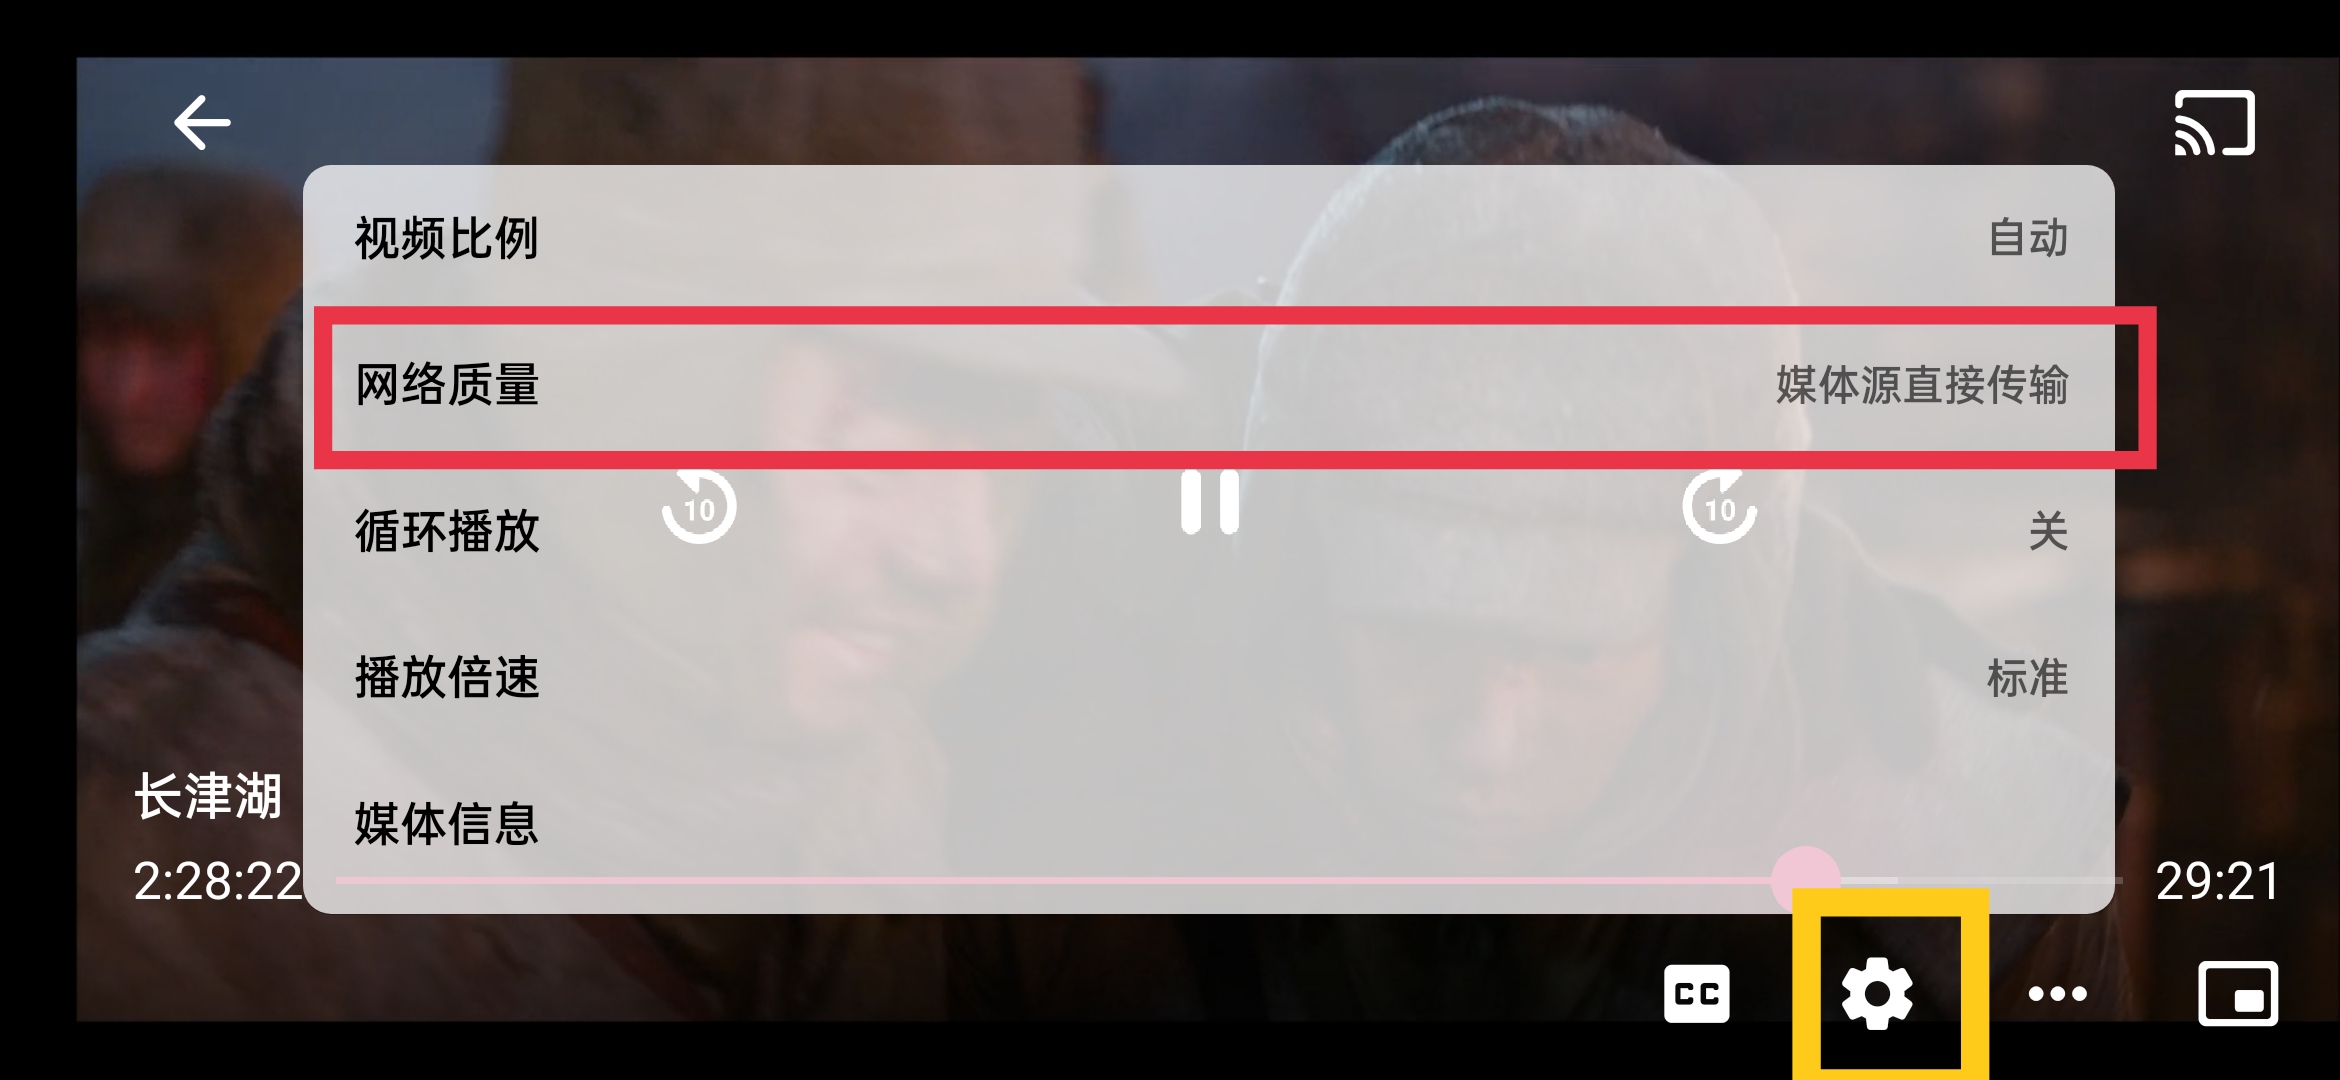 视频比例 自动
网络质量 媒体源直接传输
循环播放 关
10 10
播放倍速 标准
媒体信息
长津湖
2:28:22 29:21
CC